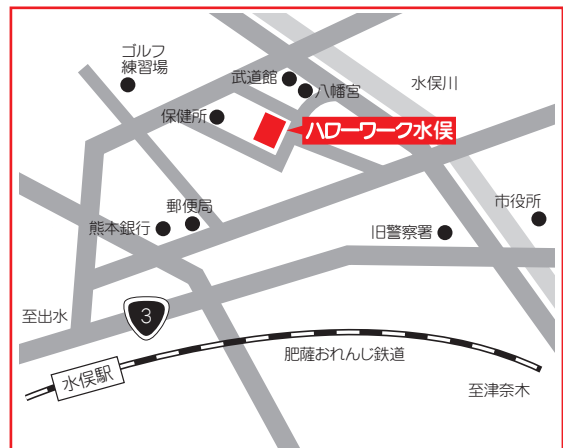 ゴルフ
練習場
武道館
八幡宮
水俣川
保健所
ハローワーク水俣
郵便局
熊本銀行
旧警察署
市役所
至出水
3
水俣駅
肥薩おれんじ鉄道
至津奈木